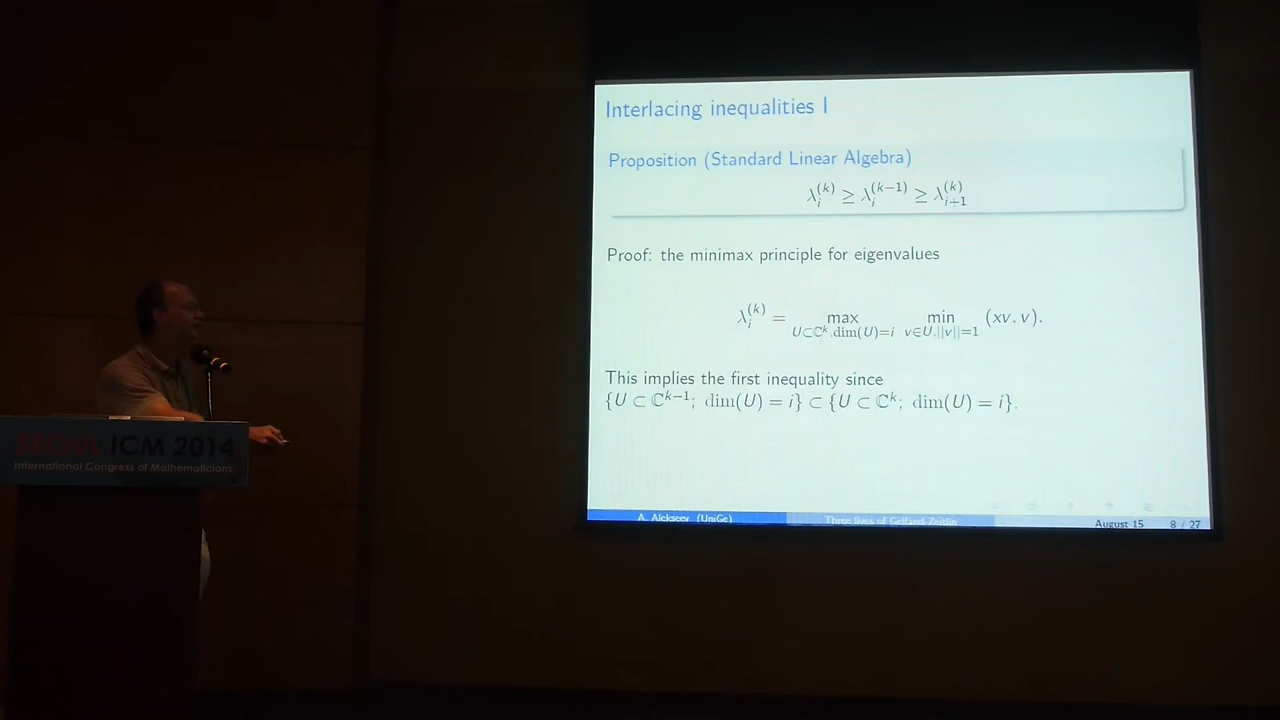 Interlacing inequalities I
Proposition (Standard Linear Algebra)
λ_i^{(k)} ≥ λ_i^{(k−1)} ≥ λ_{i+1}^{(k)}
Proof: the minimax principle for eigenvalues
λ_i^{(k)} = max_{U⊂ℂ^k, dim(U)=i} min_{v∈U, ||v||=1} (xv, v).
This implies the first inequality since
{U ⊂ ℂ^{k−1}; dim(U) = i} ⊂ {U ⊂ ℂ^k; dim(U) = i}.
SEOUL ICM 2014
International Congress of Mathematicians
A. Alekseev (UniGe) Three lives of Gelfand-Zeitlin August 15 8 / 27